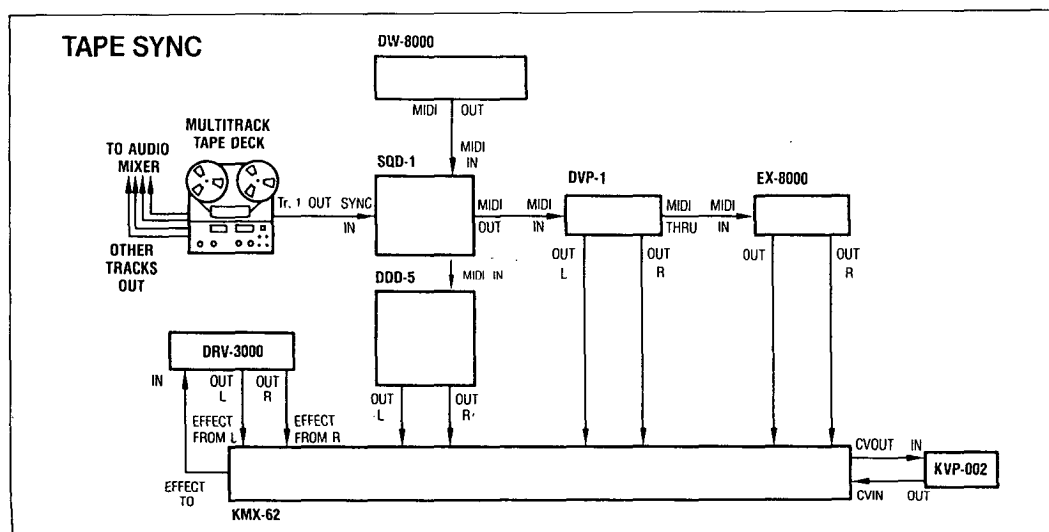 TAPE SYNC
DW-8000
MIDI OUT
MULTITRACK
TAPE DECK
TO AUDIO
MIXER
SQD-1
MIDI
IN
DVP-1
EX-8000
Tr. 1 OUT
SYNC
IN
MIDI
OUT
MIDI
IN
MIDI
THRU
MIDI
IN
OTHER
TRACKS
OUT
OUT
L
OUT
R
OUT
OUT
R
MIDI IN
DDD-5
DRV-3000
IN
OUT
L
OUT
R
OUT
L
OUT
R
EFFECT
FROM L
EFFECT
FROM R
EFFECT
TO
CVOUT
IN
KVP-002
CVIN
OUT
KMX-62